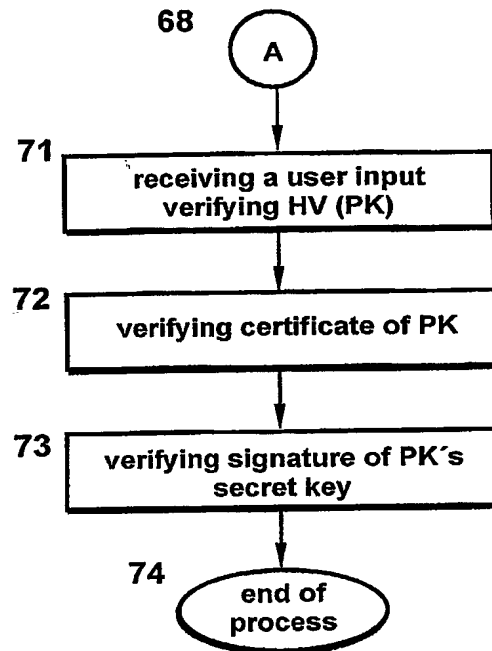 68
A
71
receiving a user input
verifying HV (PK)
72
verifying certificate of PK
73
verifying signature of PK´s
secret key
74
end of
process